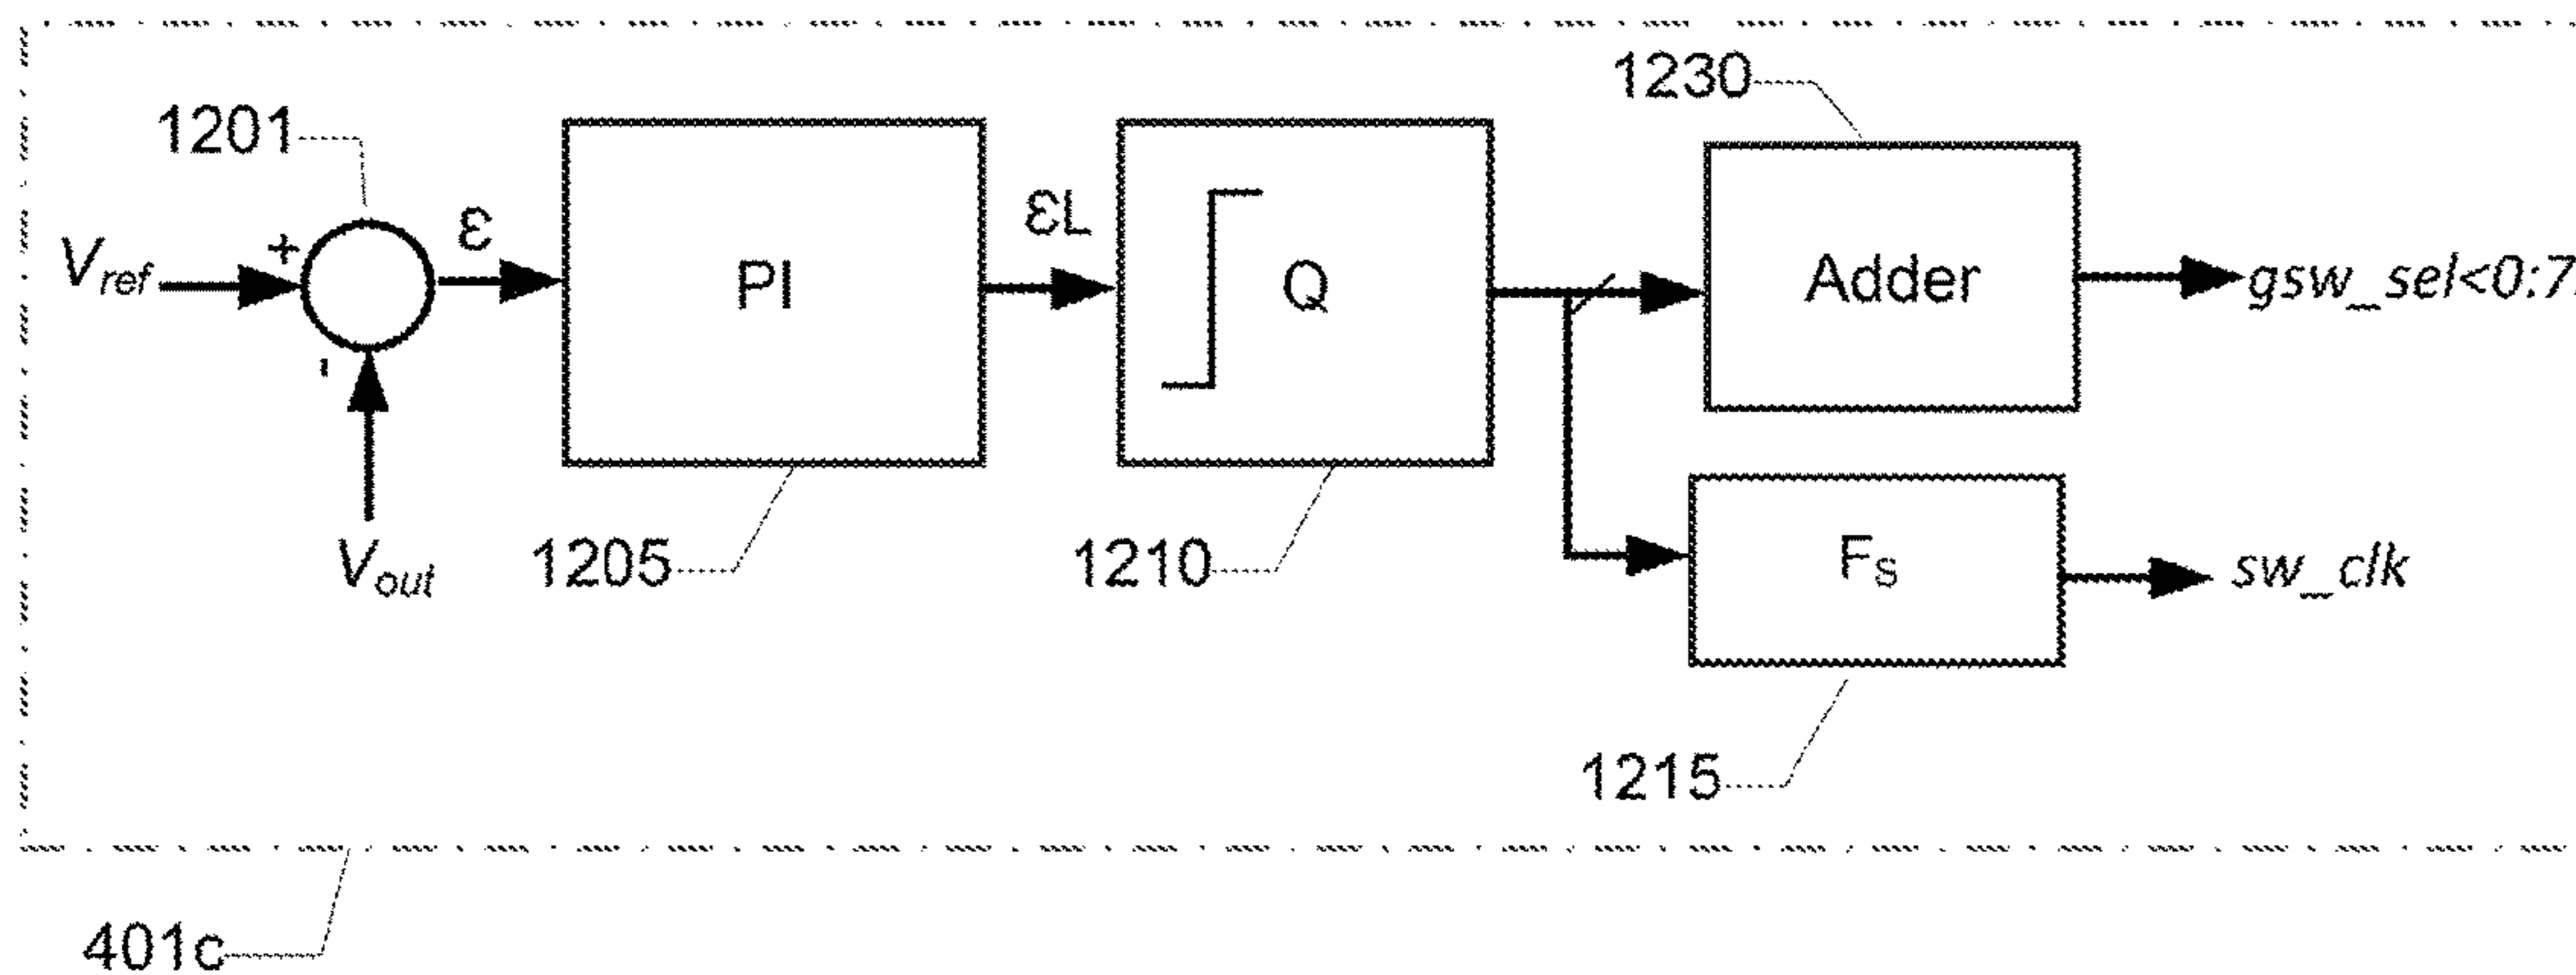 1230
1201
ε
εL
+
Vref
PI
Q
Adder
gsw_sel<0:7
-
Vout
1205
1210
Fs
sw_clk
1215
401c